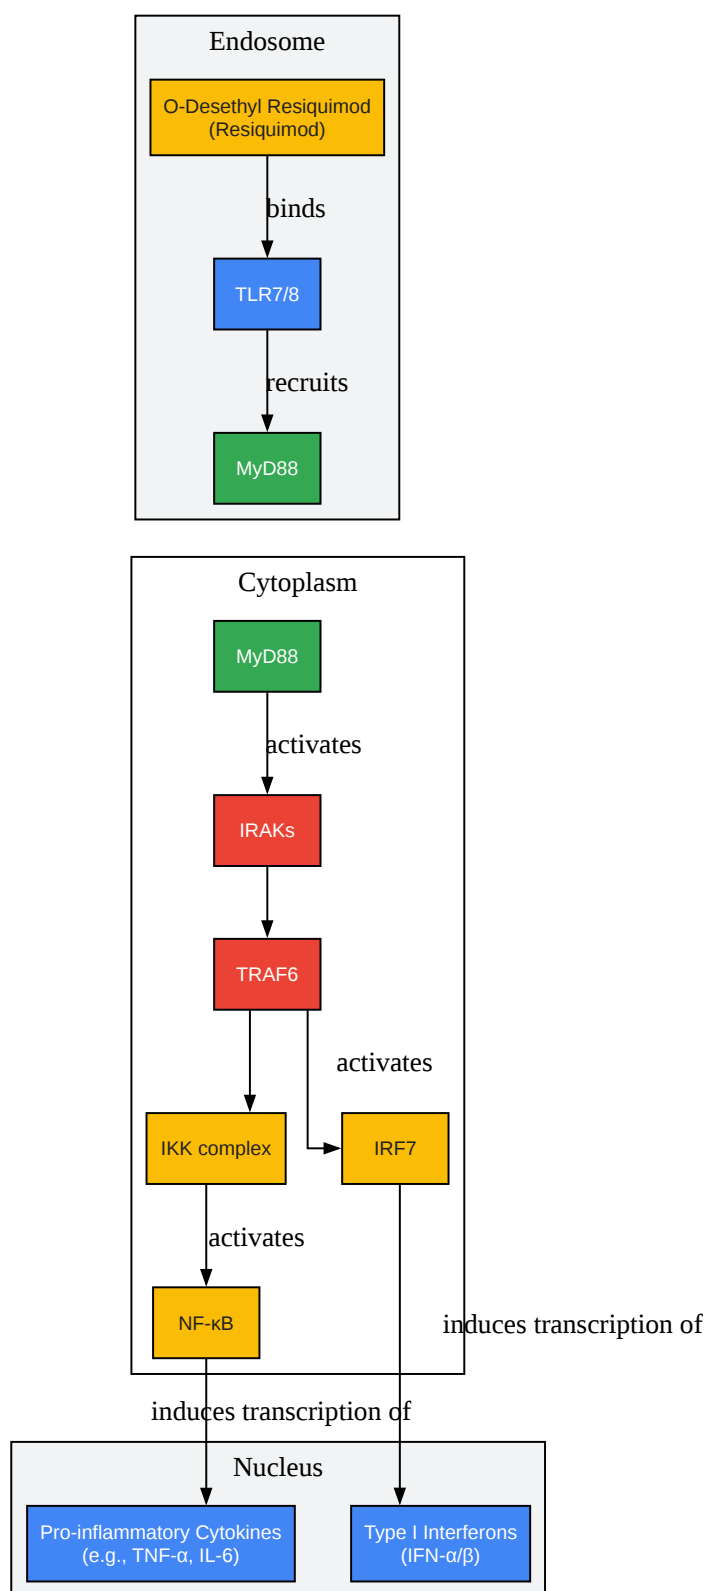 Endosome
O-Desethyl Resiquimod
(Resiquimod)
binds
TLR7/8
recruits
MyD88
Cytoplasm
MyD88
activates
IRAKs
TRAF6
activates
IKK complex
IRF7
activates
NF-κB
induces transcription of
induces transcription of
Nucleus
Pro-inflammatory Cytokines
(e.g., TNF-α, IL-6)
Type I Interferons
(IFN-α/β)